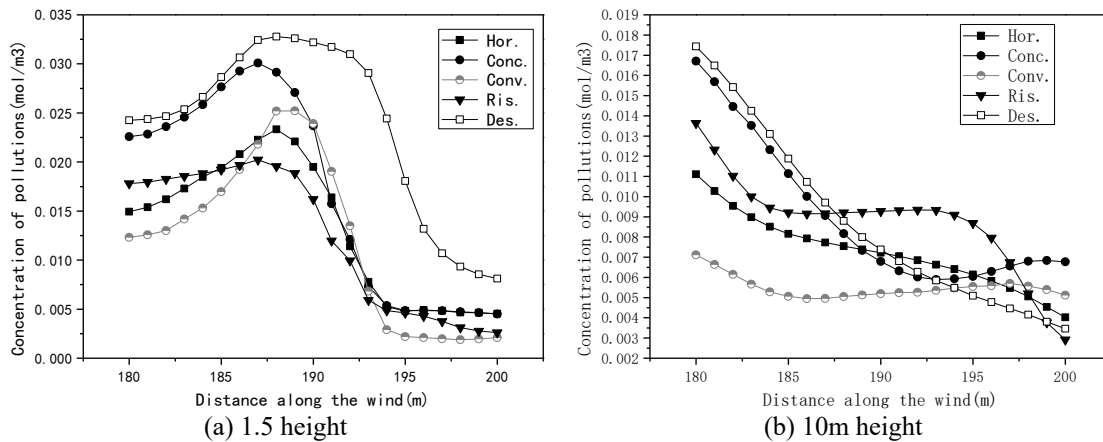 Concentration of pollutions(mol/m3)
0.035
0.030
0.025
0.020
0.015
0.010
0.005
0.000
180
185
190
195
200
Distance along the wind(m)
Hor.
Conc.
Conv.
Ris.
Des.
(a) 1.5 height
Concentration of pollutions(mol/m3)
0.019
0.018
0.017
0.016
0.014
0.013
0.012
0.011
0.010
0.009
0.008
0.007
0.006
0.005
0.004
0.003
0.002
180
185
190
195
200
Distance along the wind(m)
Hor.
Conc.
Conv.
Ris.
Des.
(b) 10m height